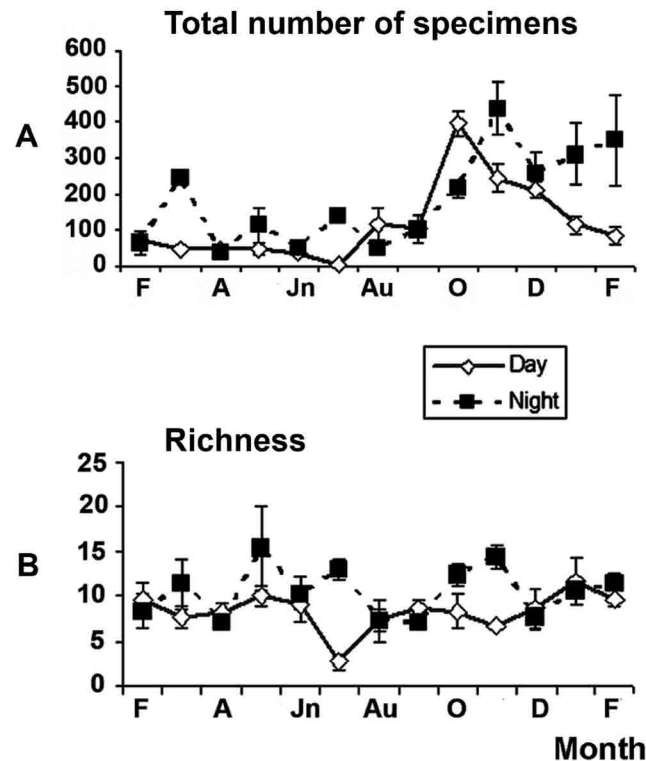 Total number of specimens
A
600
500
400
300
200
100
0
F A Jn Au O D F
Day
Night
Richness
B
25
20
15
10
5
0
F A Jn Au O D F
Month